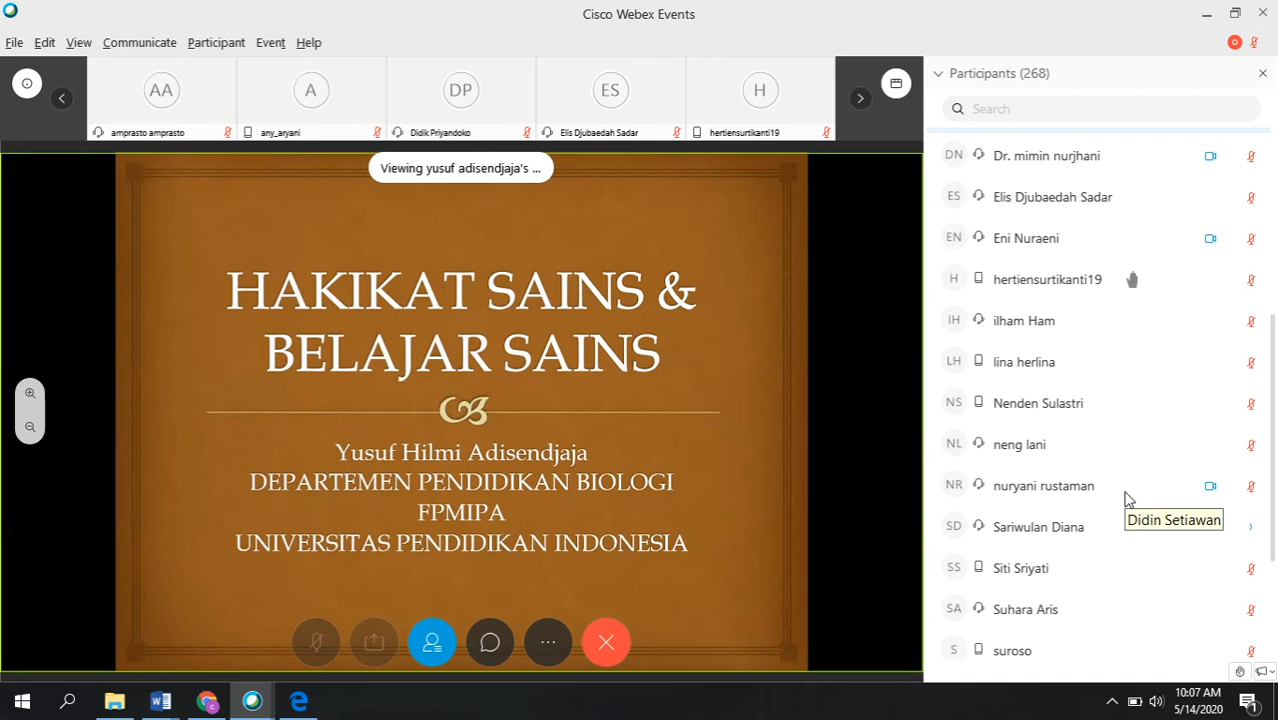 Cisco Webex Events
File Edit View Communicate Participant Event Help
AA
A
DP
ES
H
amprasto amprasto
any_aryani
Didik Priyandoko
Elis Djubaedah Sadar
hertiensurtikanti19
Viewing yusuf adisendjaja's ...
HAKIKAT SAINS &
BELAJAR SAINS
Yusuf Hilmi Adisendjaja
DEPARTEMEN PENDIDIKAN BIOLOGI
FPMIPA
UNIVERSITAS PENDIDIKAN INDONESIA
Participants (268)
Search
DN Dr. mimin nurjhani
ES Elis Djubaedah Sadar
EN Eni Nuraeni
H hertiensurtikanti19
IH ilham Ham
LH lina herlina
NS Nenden Sulastri
NL neng lani
NR nuryani rustaman
Didin Setiawan
SD Sariwulan Diana
SS Siti Sriyati
SA Suhara Aris
S suroso
10:07 AM
5/14/2020
1